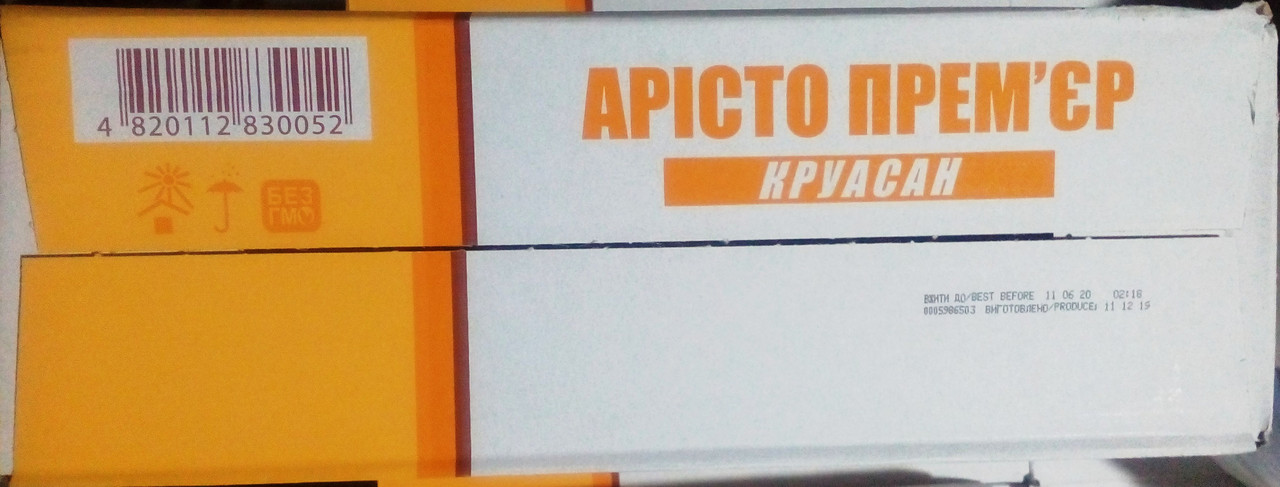 4 820112 830052
БЕЗ
ГМО
АРІСТО ПРЕМ’ЄР
КРУАСАН
ВЖИТИ ДО/BEST BEFORE 11 06 20 02:18
0005906503 ВИГОТОВЛЕНО/PRODUCE: 11 12 19